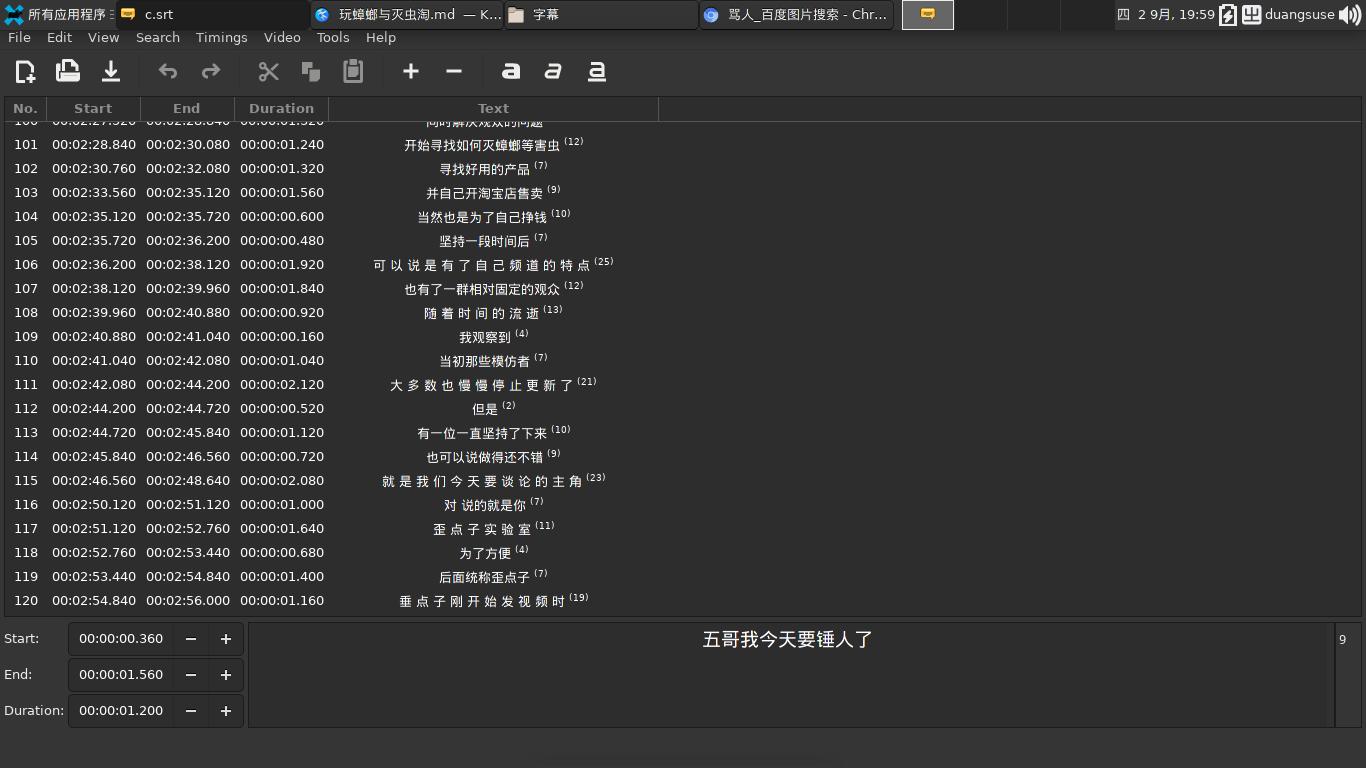 所有应用程序
c.srt
玩蟑螂与灭虫淘.md — K...
字幕
骂人_百度图片搜索 - Chr...
四 2 9月, 19:59
duangsuse
File Edit View Search Timings Video Tools Help
a a a
No. Start End Duration Text
100 00:02:27.520 00:02:28.840 00:00:01.320 同时解决观众的问题
101 00:02:28.840 00:02:30.080 00:00:01.240 开始寻找如何灭蟑螂等害虫 (12)
102 00:02:30.760 00:02:32.080 00:00:01.320 寻找好用的产品 (7)
103 00:02:33.560 00:02:35.120 00:00:01.560 并自己开淘宝店售卖 (9)
104 00:02:35.120 00:02:35.720 00:00:00.600 当然也是为了自己挣钱 (10)
105 00:02:35.720 00:02:36.200 00:00:00.480 坚持一段时间后 (7)
106 00:02:36.200 00:02:38.120 00:00:01.920 可 以 说 是 有 了 自 己 频 道 的 特 点 (25)
107 00:02:38.120 00:02:39.960 00:00:01.840 也有了一群相对固定的观众 (12)
108 00:02:39.960 00:02:40.880 00:00:00.920 随 着 时 间 的 流 逝 (13)
109 00:02:40.880 00:02:41.040 00:00:00.160 我观察到 (4)
110 00:02:41.040 00:02:42.080 00:00:01.040 当初那些模仿者 (7)
111 00:02:42.080 00:02:44.200 00:00:02.120 大 多 数 也 慢 慢 停 止 更 新 了 (21)
112 00:02:44.200 00:02:44.720 00:00:00.520 但是 (2)
113 00:02:44.720 00:02:45.840 00:00:01.120 有一位一直坚持了下来 (10)
114 00:02:45.840 00:02:46.560 00:00:00.720 也可以说做得还不错 (9)
115 00:02:46.560 00:02:48.640 00:00:02.080 就 是 我 们 今 天 要 谈 论 的 主 角 (23)
116 00:02:50.120 00:02:51.120 00:00:01.000 对 说的就是你 (7)
117 00:02:51.120 00:02:52.760 00:00:01.640 歪 点 子 实 验 室 (11)
118 00:02:52.760 00:02:53.440 00:00:00.680 为了方便 (4)
119 00:02:53.440 00:02:54.840 00:00:01.400 后面统称歪点子 (7)
120 00:02:54.840 00:02:56.000 00:00:01.160 垂 点 子 刚 开 始 发 视 频 时 (19)
Start: 00:00:00.360 − +
五哥我今天要锤人了
9
End: 00:00:01.560 − +
Duration: 00:00:01.200 − +